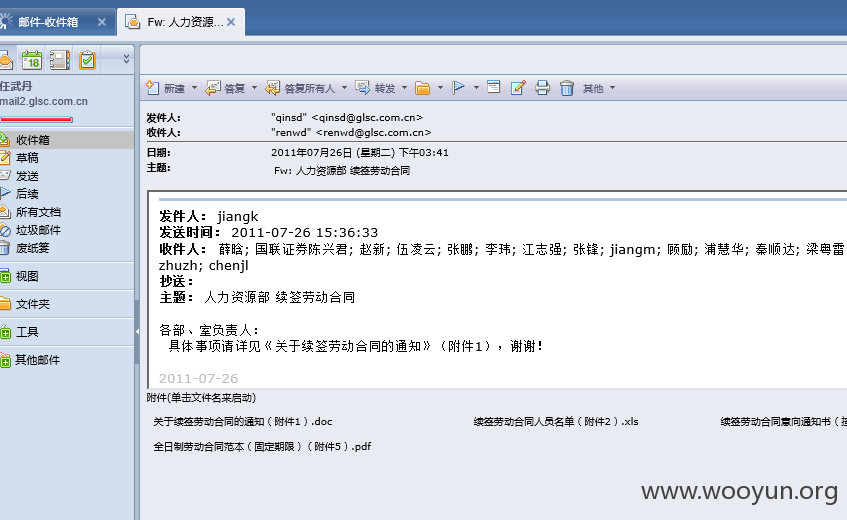 邮件-收件箱
Fw: 人力资源...
18
任武丹
mail2.glsc.com.cn
收件箱
草稿
发送
后续
所有文档
垃圾邮件
废纸篓
视图
文件夹
工具
其他邮件
新建 答复 答复所有人 转发 其他
发件人: "qinsd" <qinsd@glsc.com.cn>
收件人: "renwd" <renwd@glsc.com.cn>
日期: 2011年07月26日 (星期二) 下午03:41
主题: Fw: 人力资源部 续签劳动合同
发件人： jiangk
发送时间： 2011-07-26 15:36:33
收件人： 薛晗; 国联证券陈兴君; 赵新; 伍凌云; 张鹏; 李玮; 江志强; 张锋; jiangm; 顾励; 浦慧华; 秦顺达; 梁粤雷
zhuzh; chenjl
抄送：
主题： 人力资源部 续签劳动合同
各部、室负责人：
具体事项请详见《关于续签劳动合同的通知》（附件1），谢谢！
2011-07-26
附件(单击文件名来启动)
关于续签劳动合同的通知（附件1）.doc 续签劳动合同人员名单（附件2）.xls 续签劳动合同意向通知书（
全日制劳动合同范本（固定期限）（附件5）.pdf
www.wooyun.org